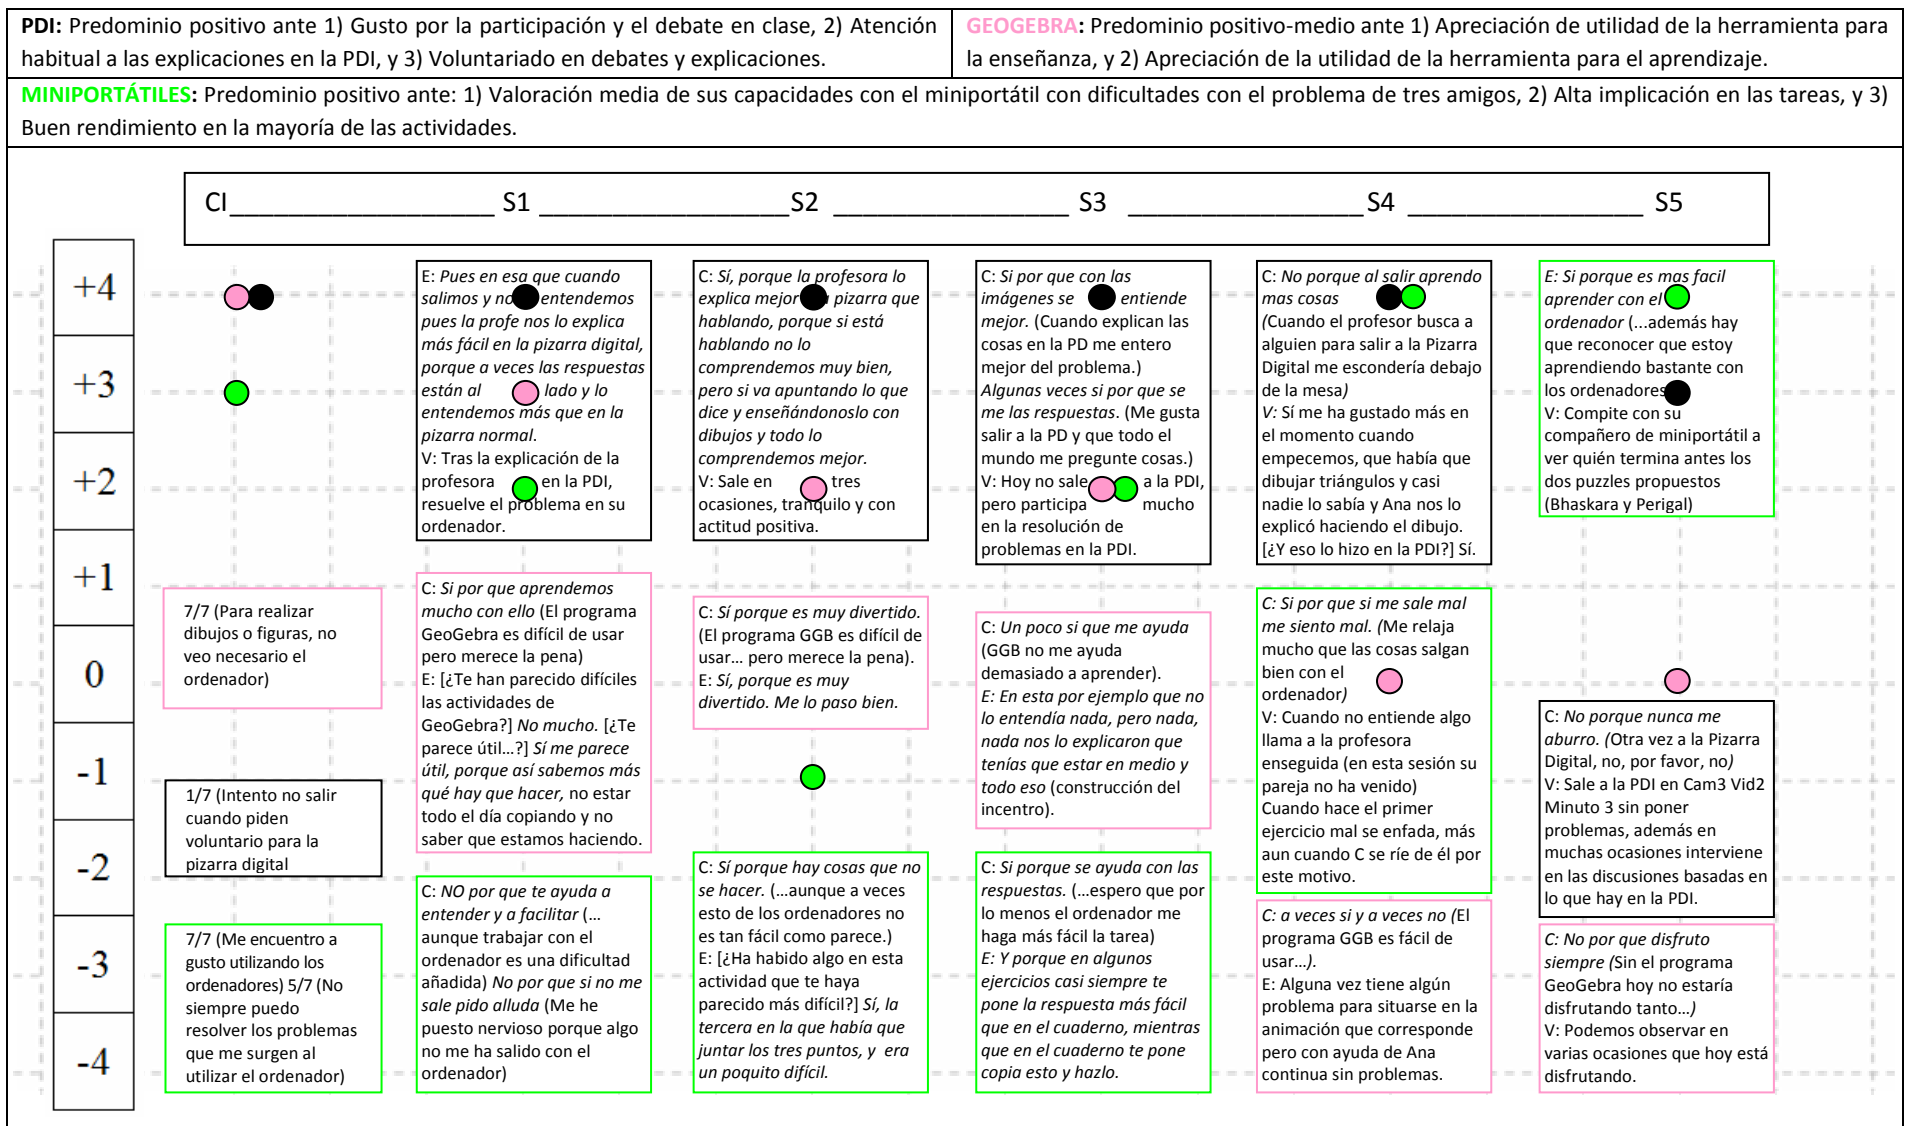 PDI: Predominio positivo ante 1) Gusto por la participación y el debate en clase, 2) Atención
habitual a las explicaciones en la PDI, y 3) Voluntariado en debates y explicaciones.
GEOGEBRA: Predominio positivo-medio ante 1) Apreciación de utilidad de la herramienta para
la enseñanza, y 2) Apreciación de la utilidad de la herramienta para el aprendizaje.
MINIPORTÁTILES: Predominio positivo ante: 1) Valoración media de sus capacidades con el miniportátil con dificultades con el problema de tres amigos, 2) Alta implicación en las tareas, y 3)
Buen rendimiento en la mayoría de las actividades.
CI__________________ S1 _________________S2 ________________ S3 ________________S4 ________________ S5
+4
+3
+2
+1
0
-1
-2
-3
-4
7/7 (Para realizar
dibujos o figuras, no
veo necesario el
ordenador)
1/7 (Intento no salir
cuando piden
voluntario para la
pizarra digital
7/7 (Me encuentro a
gusto utilizando los
ordenadores) 5/7 (No
siempre puedo
resolver los problemas
que me surgen al
utilizar el ordenador)
E: Pues en esa que cuando
salimos y no entendemos
pues la profe nos lo explica
más fácil en la pizarra digital,
porque a veces las respuestas
están al lado y lo
entendemos más que en la
pizarra normal.
V: Tras la explicación de la
profesora en la PDI,
resuelve el problema en su
ordenador.
C: Si por que aprendemos
mucho con ello (El programa
GeoGebra es difícil de usar
pero merece la pena)
E: [¿Te han parecido difíciles
las actividades de
GeoGebra?] No mucho. [¿Te
parece útil…?] Sí me parece
útil, porque así sabemos más
qué hay que hacer, no estar
todo el día copiando y no
saber que estamos haciendo.
C: NO por que te ayuda a
entender y a facilitar (…
aunque trabajar con el
ordenador es una dificultad
añadida) No por que si no me
sale pido alluda (Me he
puesto nervioso porque algo
no me ha salido con el
ordenador)
C: Sí, porque la profesora lo
explica mejor pizarra que
hablando, porque si está
hablando no lo
comprendemos muy bien,
pero si va apuntando lo que
dice y enseñándonoslo con
dibujos y todo lo
comprendemos mejor.
V: Sale en tres
ocasiones, tranquilo y con
actitud positiva.
C: Sí porque es muy divertido.
(El programa GGB es difícil de
usar… pero merece la pena).
E: Sí, porque es muy
divertido. Me lo paso bien.
C: Sí porque hay cosas que no
se hacer. (…aunque a veces
esto de los ordenadores no
es tan fácil como parece.)
E: [¿Ha habido algo en esta
actividad que te haya
parecido más difícil?] Sí, la
tercera en la que había que
juntar los tres puntos, y era
un poquito difícil.
C: Si por que con las
imágenes se entiende
mejor. (Cuando explican las
cosas en la PD me entero
mejor del problema.)
Algunas veces si por que se
me las respuestas. (Me gusta
salir a la PD y que todo el
mundo me pregunte cosas.)
V: Hoy no sale a la PDI,
pero participa mucho
en la resolución de
problemas en la PDI.
C: Un poco si que me ayuda
(GGB no me ayuda
demasiado a aprender).
E: En esta por ejemplo que no
lo entendía nada, pero nada,
nada nos lo explicaron que
tenías que estar en medio y
todo eso (construcción del
incentro).
C: Si porque se ayuda con las
respuestas. (…espero que por
lo menos el ordenador me
haga más fácil la tarea)
E: Y porque en algunos
ejercicios casi siempre te
pone la respuesta más fácil
que en el cuaderno, mientras
que en el cuaderno te pone
copia esto y hazlo.
C: No porque al salir aprendo
mas cosas
(Cuando el profesor busca a
alguien para salir a la Pizarra
Digital me escondería debajo
de la mesa)
V: Sí me ha gustado más en
el momento cuando
empecemos, que había que
dibujar triángulos y casi
nadie lo sabía y Ana nos lo
explicó haciendo el dibujo.
[¿Y eso lo hizo en la PDI?] Sí.
C: Si por que si me sale mal
me siento mal. (Me relaja
mucho que las cosas salgan
bien con el
ordenador)
V: Cuando no entiende algo
llama a la profesora
enseguida (en esta sesión su
pareja no ha venido)
Cuando hace el primer
ejercicio mal se enfada, más
aun cuando C se ríe de él por
este motivo.
C: a veces si y a veces no (El
programa GGB es fácil de
usar…).
E: Alguna vez tiene algún
problema para situarse en la
animación que corresponde
pero con ayuda de Ana
continua sin problemas.
E: Si porque es mas facil
aprender con el
ordenador (...además hay
que reconocer que estoy
aprendiendo bastante con
los ordenadores
V: Compite con su
compañero de miniportátil a
ver quién termina antes los
dos puzzles propuestos
(Bhaskara y Perigal)
C: No porque nunca me
aburro. (Otra vez a la Pizarra
Digital, no, por favor, no)
V: Sale a la PDI en Cam3 Vid2
Minuto 3 sin poner
problemas, además en
muchas ocasiones interviene
en las discusiones basadas en
lo que hay en la PDI.
C: No por que disfruto
siempre (Sin el programa
GeoGebra hoy no estaría
disfrutando tanto…)
V: Podemos observar en
varias ocasiones que hoy está
disfrutando.